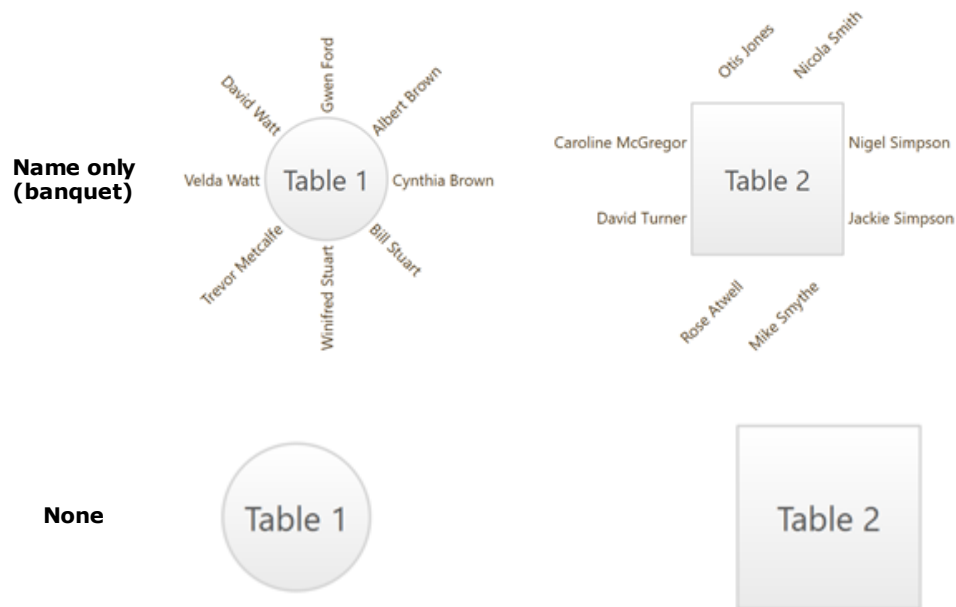 Name only
(banquet)
Gwen Ford
David Watt
Albert Brown
Velda Watt
Table 1
Cynthia Brown
Trevor Metcalfe
Bill Stuart
Winifred Stuart
Otis Jones
Nicola Smith
Caroline McGregor
Nigel Simpson
Table 2
David Turner
Jackie Simpson
Rose Atwell
Mike Smythe
None
Table 1
Table 2